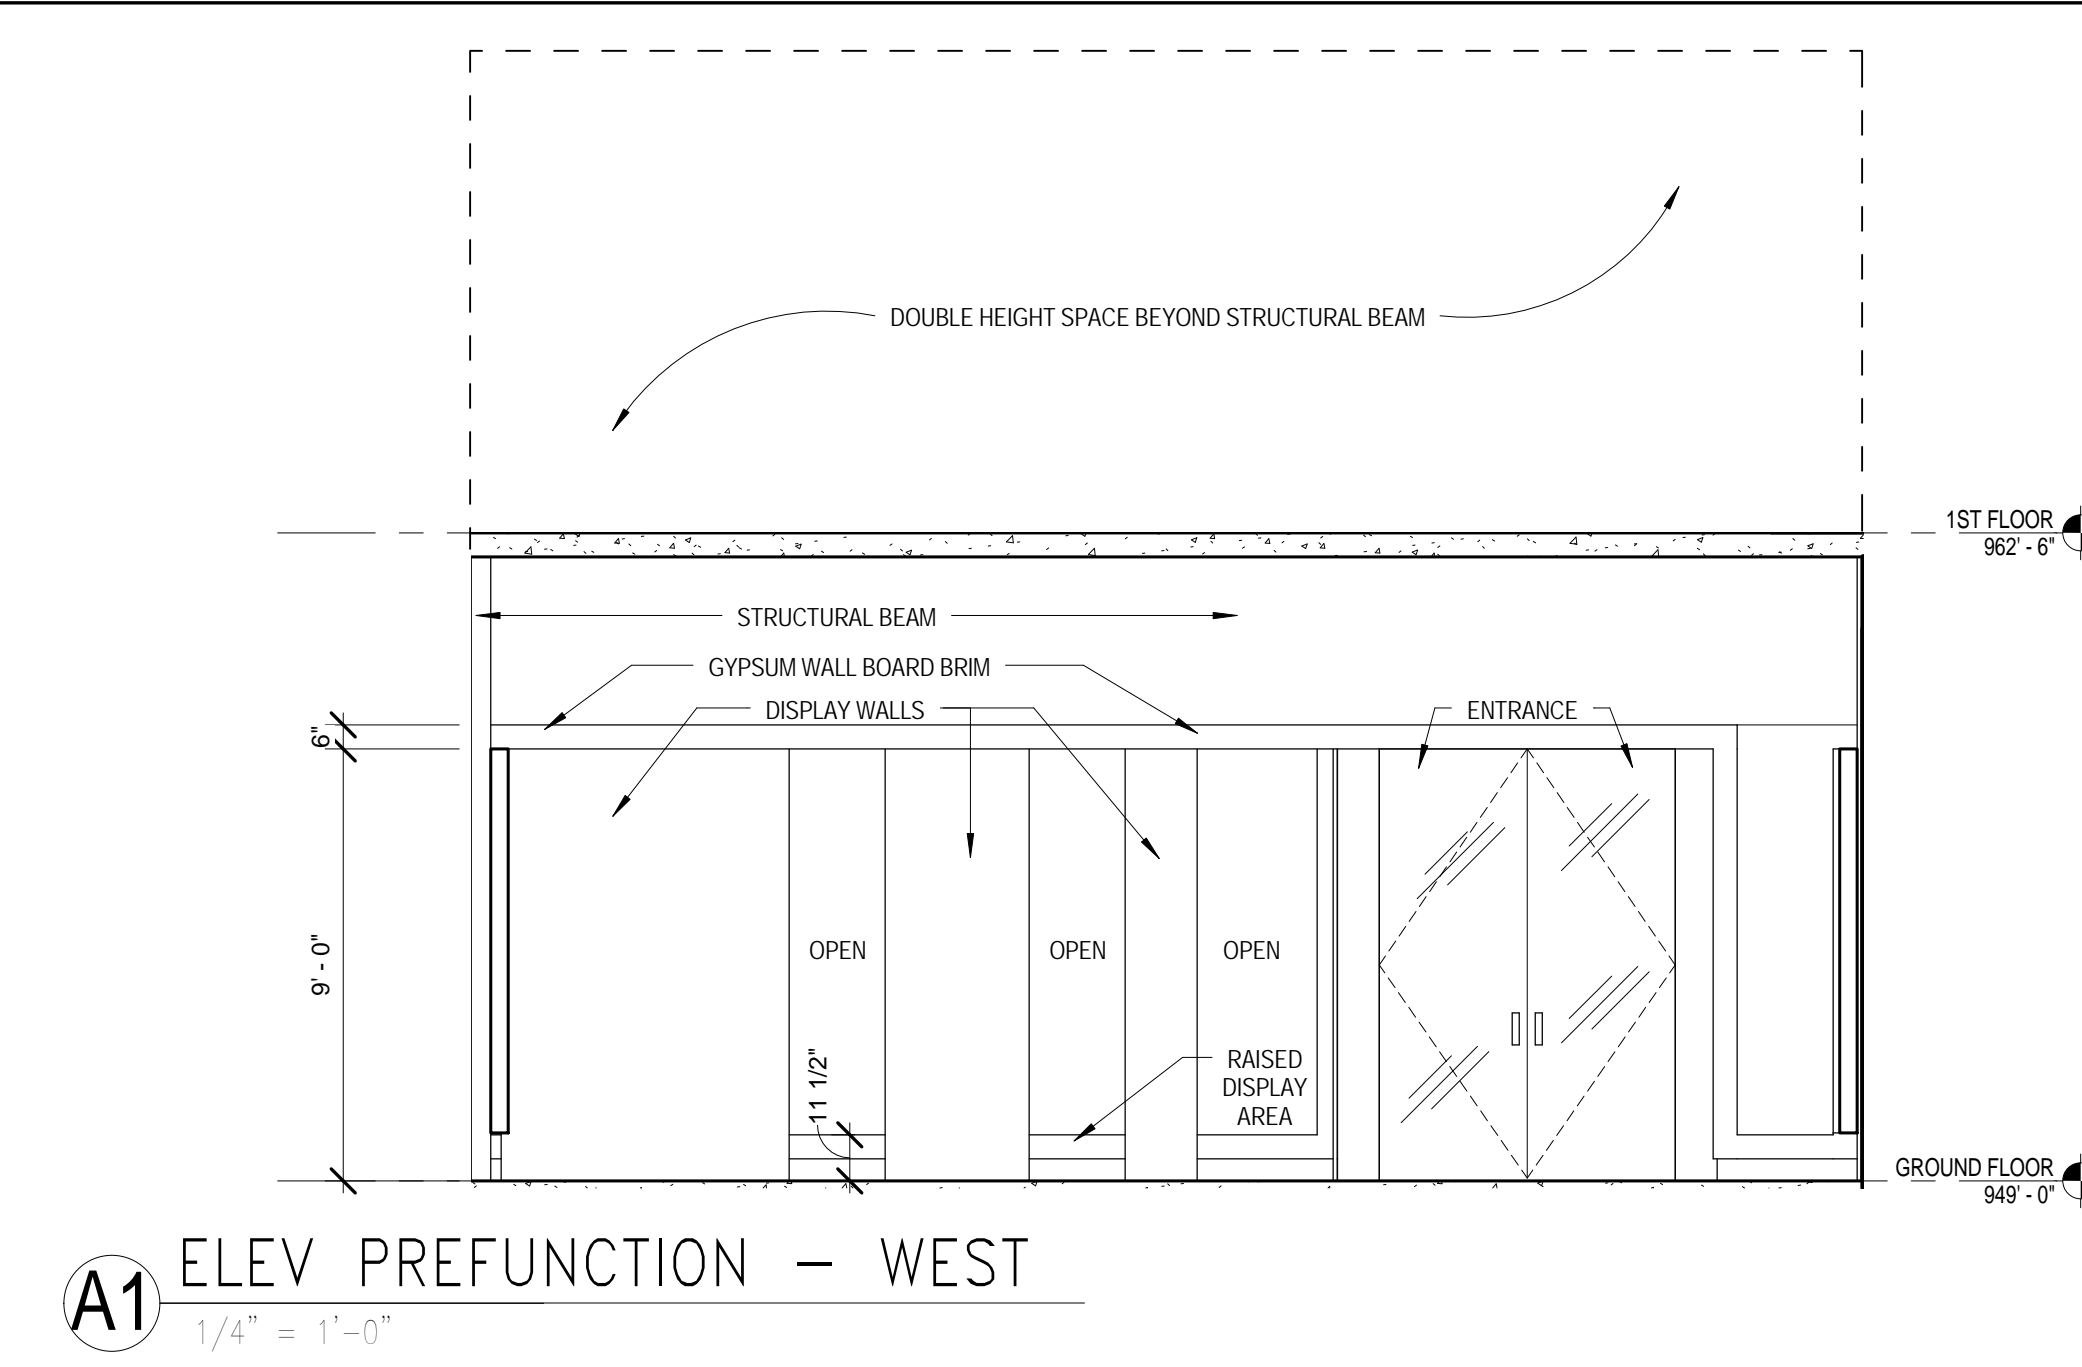 DOUBLE HEIGHT SPACE BEYOND STRUCTURAL BEAM
1ST FLOOR
962' - 6"
STRUCTURAL BEAM
GYPSUM WALL BOARD BRIM
DISPLAY WALLS
ENTRANCE
6"
9' - 0"
OPEN
OPEN
OPEN
11 1/2"
RAISED
DISPLAY
AREA
GROUND FLOOR
949' - 0"
A1
ELEV PREFUNCTION – WEST
1/4" = 1'-0"